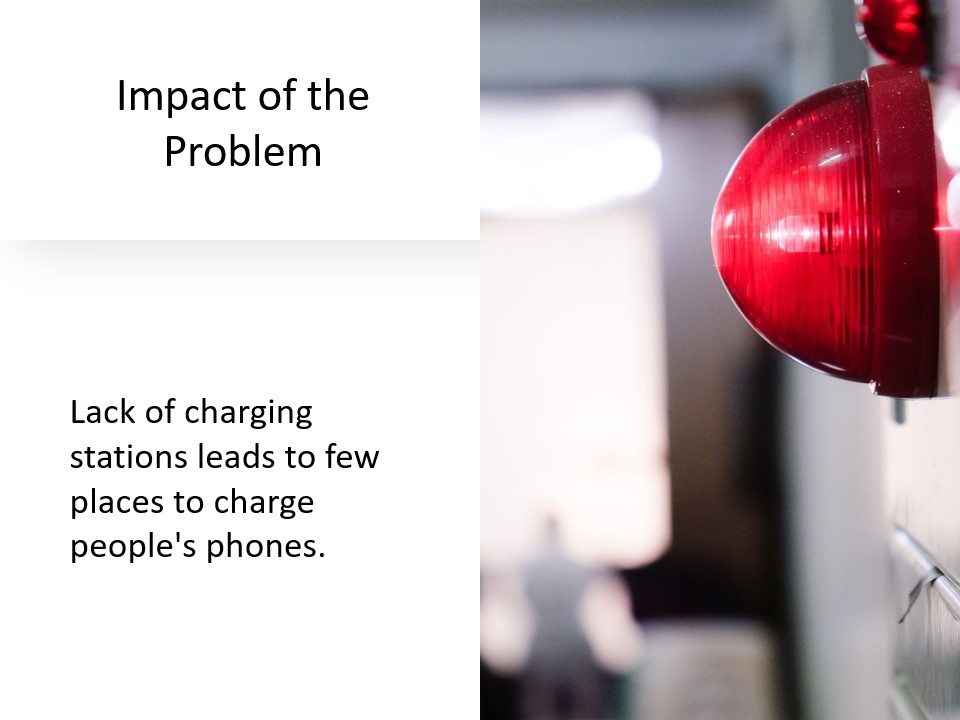 Impact of the
Problem
Lack of charging
stations leads to few
places to charge
people's phones.